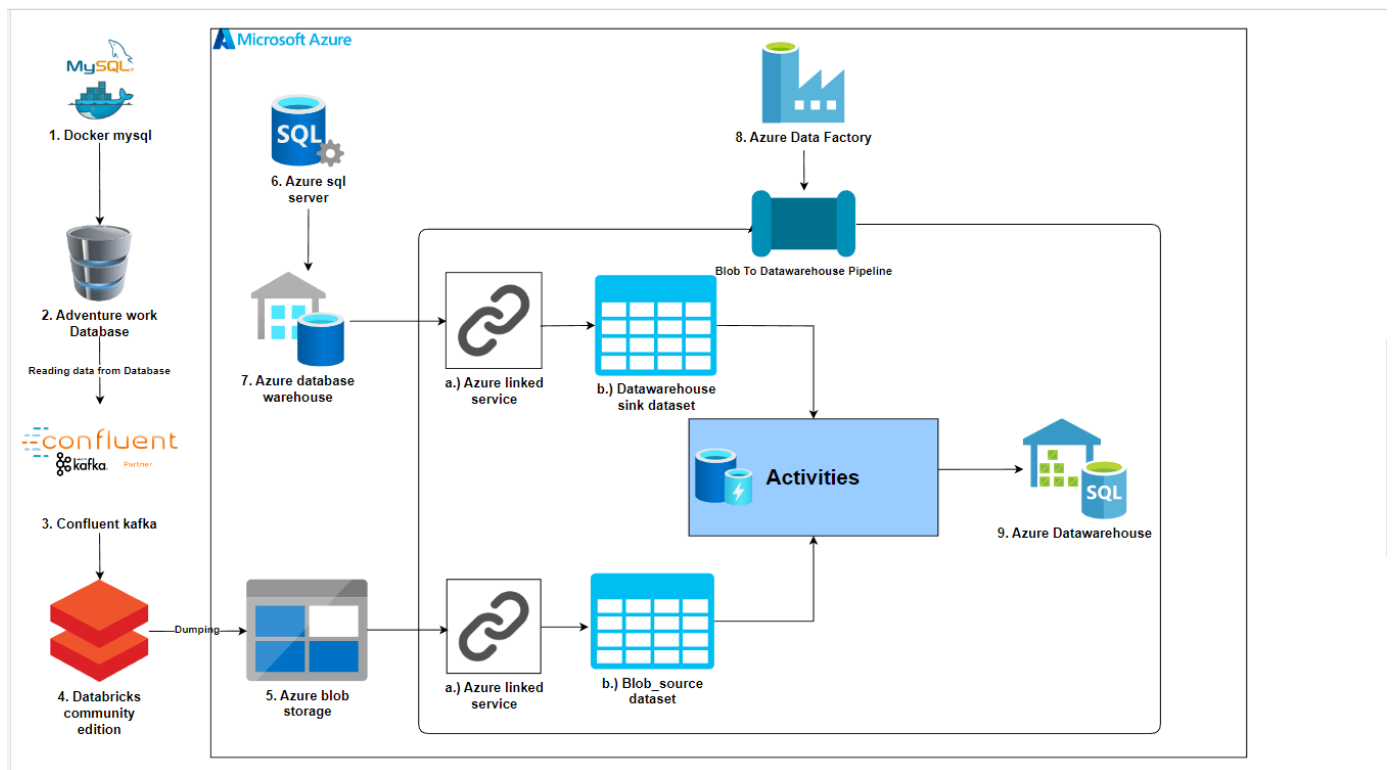 Microsoft Azure
MySQL
1. Docker mysql
SQL
6. Azure sql
server
8. Azure Data Factory
Blob To Datawarehouse Pipeline
2. Adventure work
Database
Reading data from Database
7. Azure database
warehouse
a.) Azure linked
service
b.) Datawarehouse
sink dataset
confluent
kafka
Partner
Activities
SQL
9. Azure Datawarehouse
3. Confluent kafka
Dumping
4. Databricks
community
edition
5. Azure blob
storage
a.) Azure linked
service
b.) Blob_source
dataset